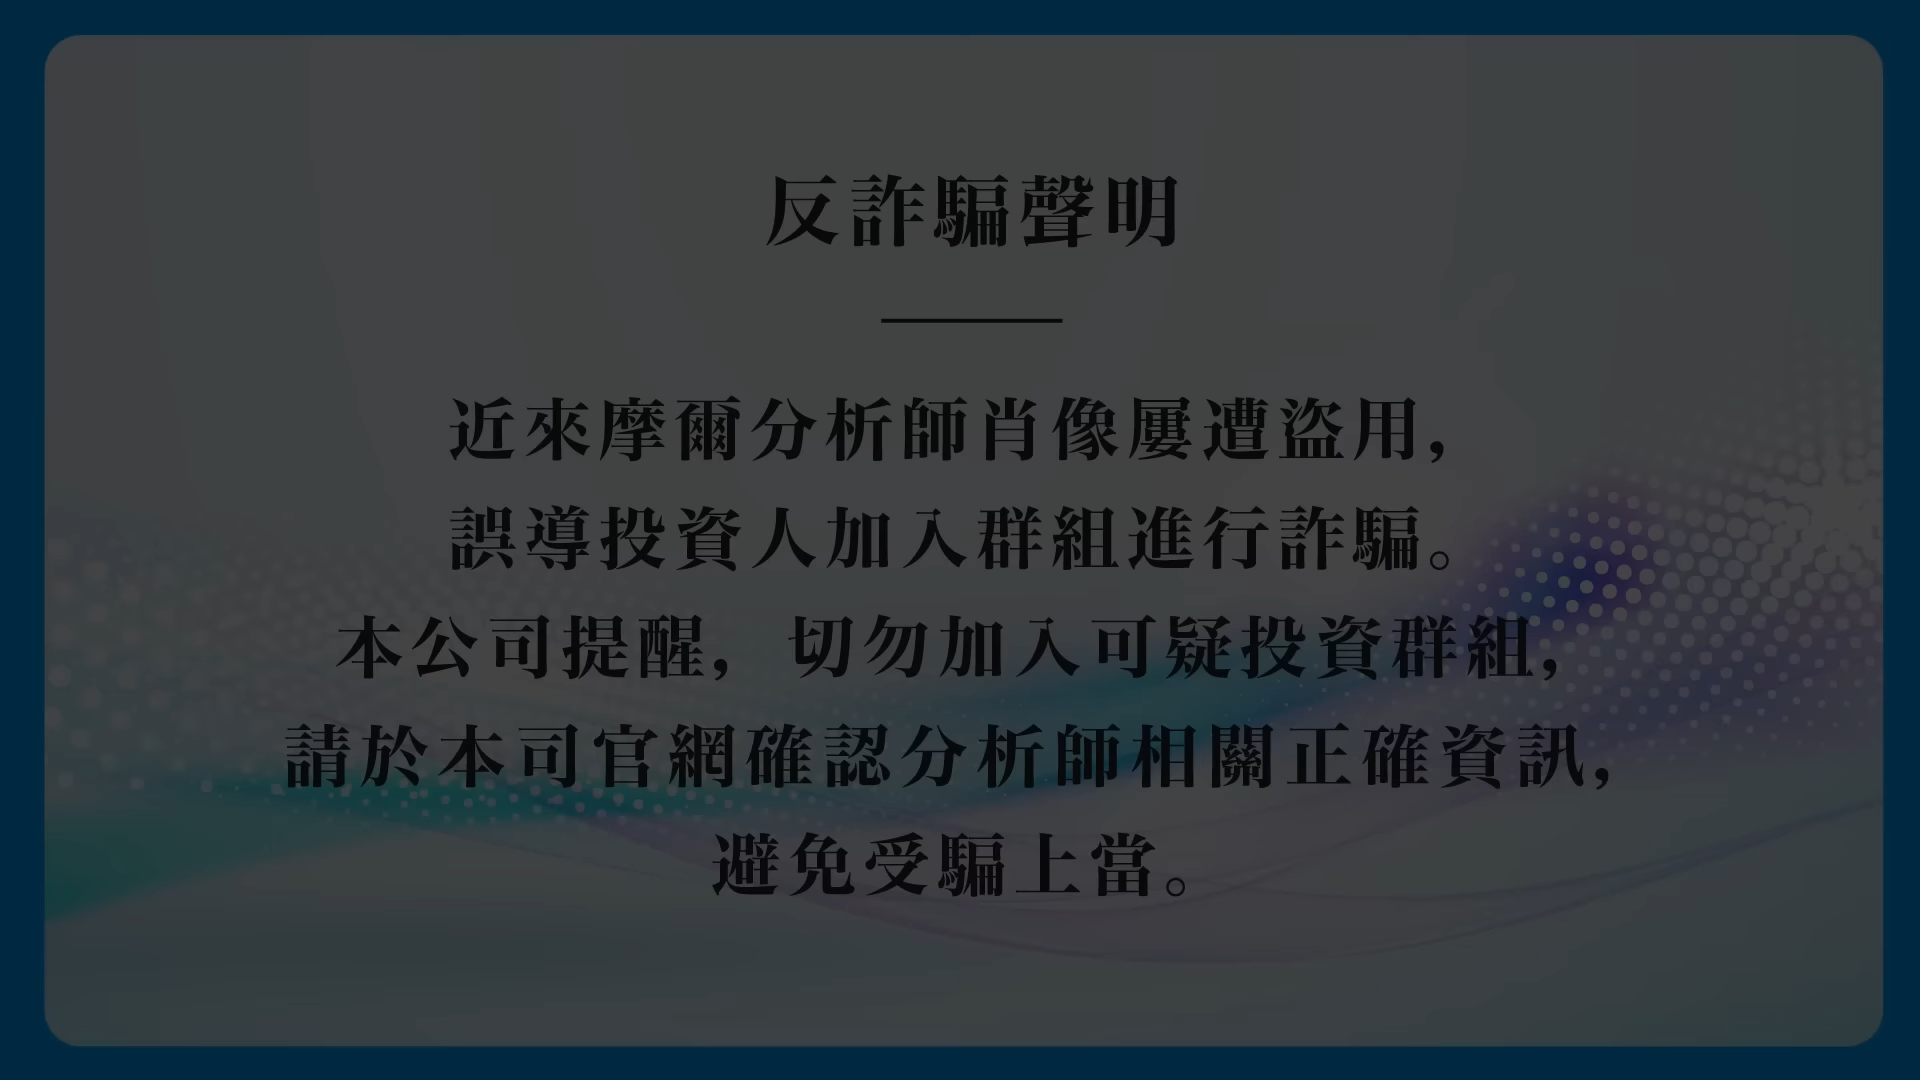 反詐騙聲明
近來摩爾分析師肖像屢遭盜用，
誤導投資人加入群組進行詐騙。
本公司提醒，切勿加入可疑投資群組，
請於本司官網確認分析師相關正確資訊，
避免受騙上當。